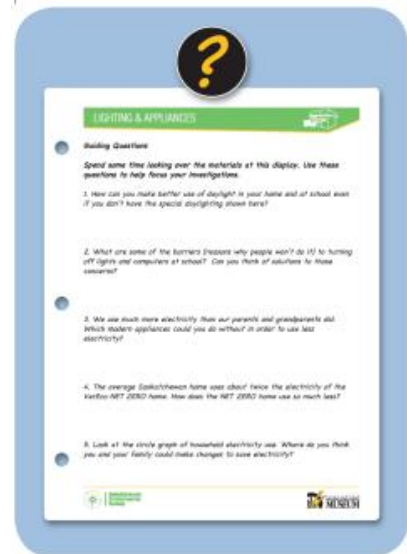 ?
LIGHTING & APPLIANCES
Guiding Questions
Spend some time looking over the materials at this display. Use these
questions to help focus your investigations.
1. How can you make better use of daylight in your home and at school even
if you don't have the special daylighting shown here?
2. What are some of the barriers (reasons why people won't do it) to turning
off lights and computers at school? Can you think of solutions to those
concerns?
3. We use much more electricity than our parents and grandparents did.
Which modern appliances could you do without in order to use less
electricity?
4. The average Saskatchewan home uses about twice the electricity of the
VerEco NET ZERO home. How does the NET ZERO home use so much less?
5. Look at the circle graph of household electricity use. Where do you think
you and your family could make changes to save electricity?
MUSEUM